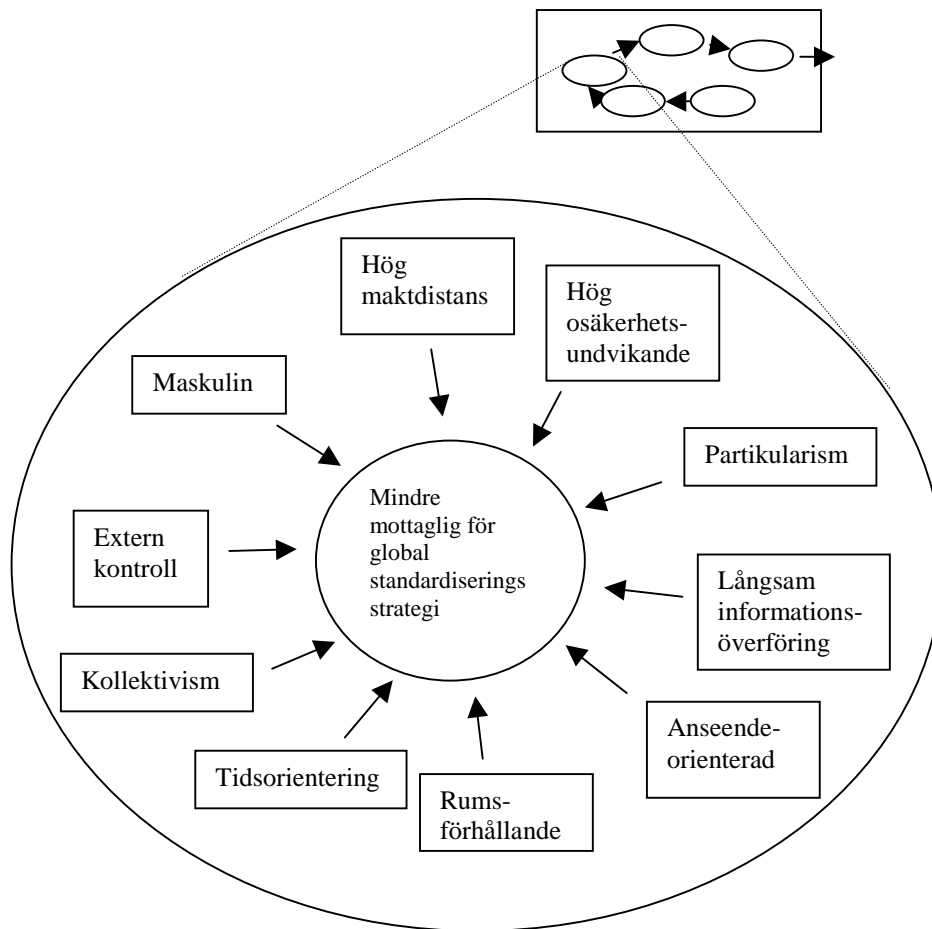 Hög
maktdistans
Hög
osäkerhets-
undvikande
Maskulin
Partikularism
Mindre
mottaglig för
global
standardiserings
strategi
Extern
kontroll
Långsam
informations-
överföring
Kollektivism
Anseende-
orienterad
Tidsorientering
Rums-
förhållande